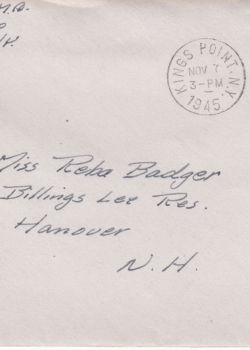 KINGS POINT, N.Y.
NOV 7
3-PM
1945
Miss Reba Badger
Billings Lee Res.
Hanover
N. H.